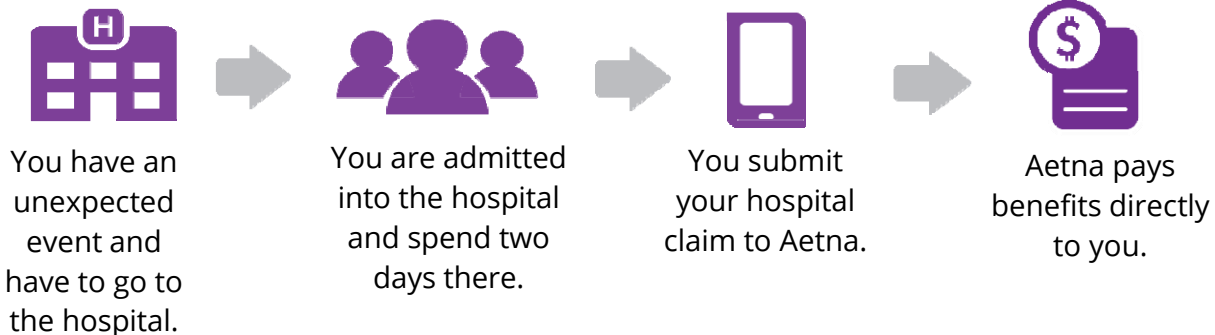 H
$
You have an
unexpected
event and
have to go to
the hospital.
You are admitted
into the hospital
and spend two
days there.
You submit
your hospital
claim to Aetna.
Aetna pays
benefits directly
to you.